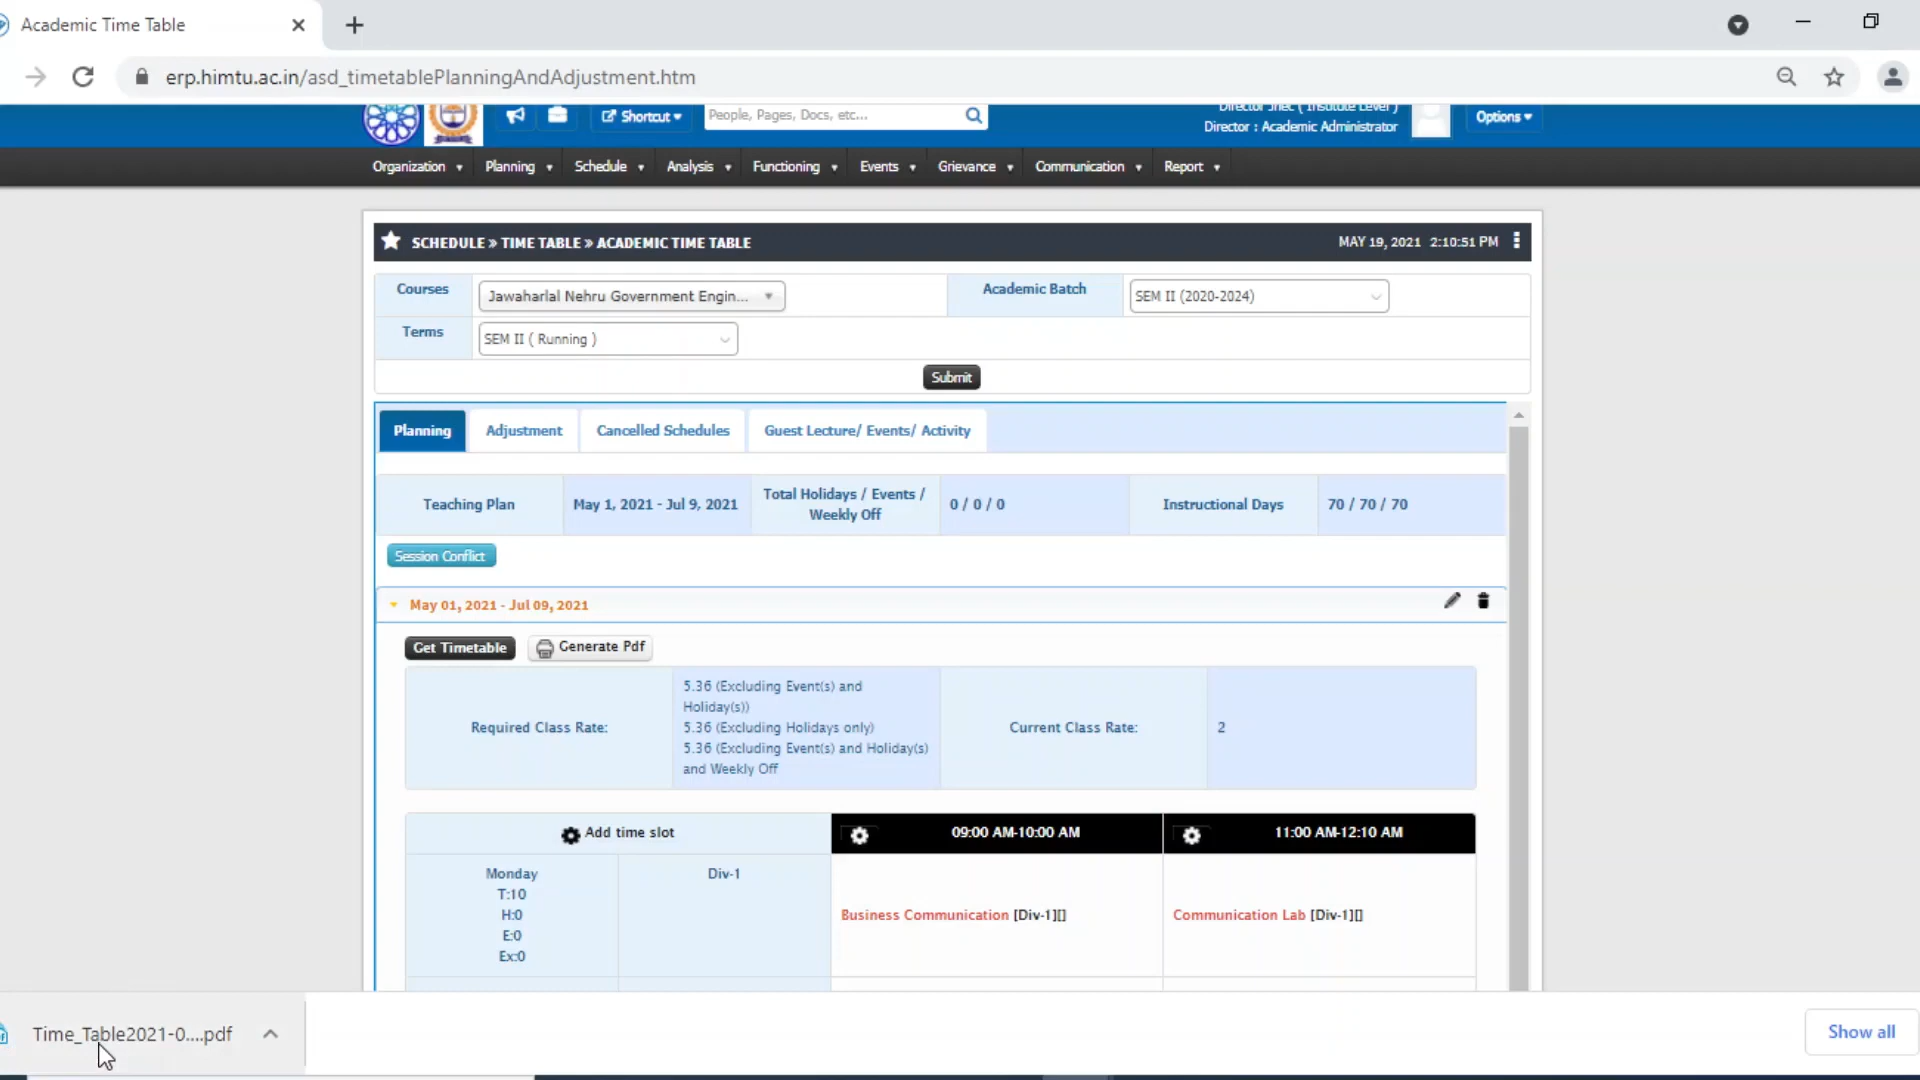 Academic Time Table
erp.himtu.ac.in/asd_timetablePlanningAndAdjustment.htm
Director Jnec ( Institute Level )
Shortcut
People, Pages, Docs, etc...
Director : Academic Administrator
Options
Organization Planning Schedule Analysis Functioning Events Grievance Communication Report
SCHEDULE » TIME TABLE » ACADEMIC TIME TABLE
MAY 19, 2021 2:10:51 PM
Courses
Jawaharlal Nehru Government Engin...
Academic Batch
SEM II (2020-2024)
Terms
SEM II ( Running )
Submit
Planning Adjustment Cancelled Schedules Guest Lecture/ Events/ Activity
Teaching Plan
May 1, 2021 - Jul 9, 2021
Total Holidays / Events /
Weekly Off
0 / 0 / 0
Instructional Days
70 / 70 / 70
Session Conflict
May 01, 2021 - Jul 09, 2021
Get Timetable
Generate Pdf
Required Class Rate:
5.36 (Excluding Event(s) and
Holiday(s))
5.36 (Excluding Holidays only)
5.36 (Excluding Event(s) and Holiday(s)
and Weekly Off
Current Class Rate:
2
Add time slot
09:00 AM-10:00 AM
11:00 AM-12:10 AM
Monday
T:10
H:0
E:0
Ex:0
Div-1
Business Communication [Div-1][]
Communication Lab [Div-1][]
Time_Table2021-0....pdf
Show all